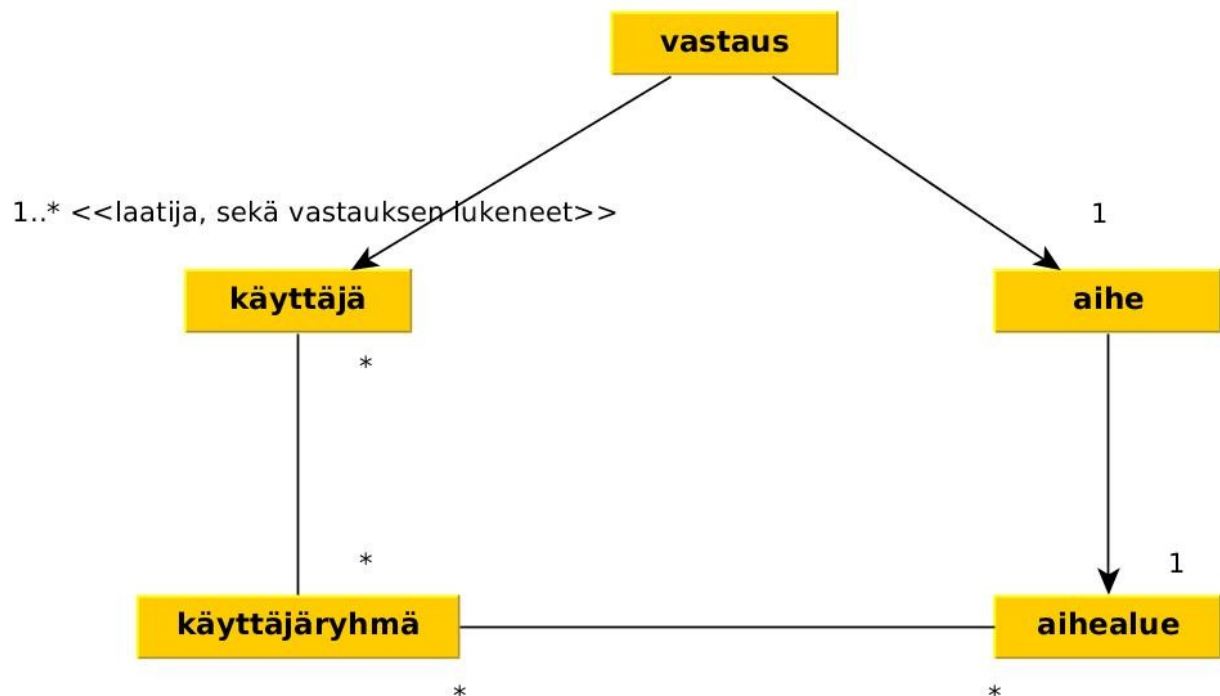 vastaus
1..* <<laatija, sekä vastauksen lukeneet>>
1
käyttäjä
aihe
*
*
1
käyttäjäryhmä
aihealue
*
*